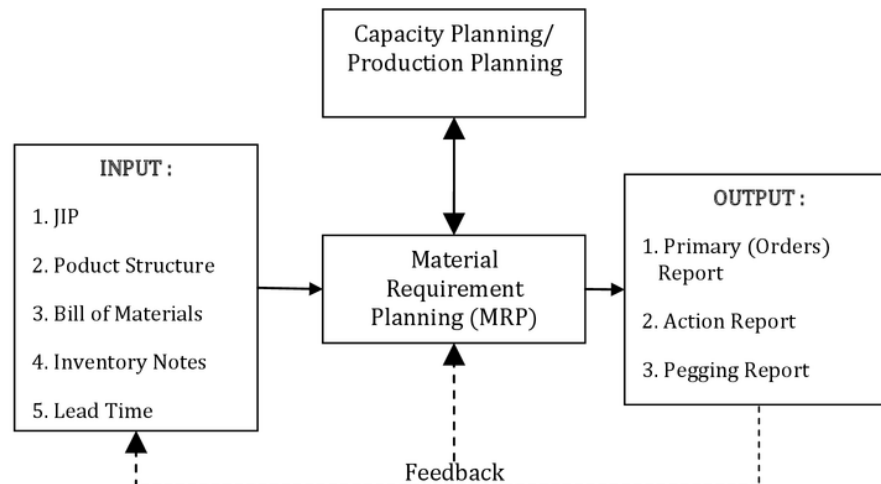 Capacity Planning/
Production Planning
INPUT :
1. JIP
2. Poduct Structure
3. Bill of Materials
4. Inventory Notes
5. Lead Time
Material
Requirement
Planning (MRP)
OUTPUT :
1. Primary (Orders)
Report
2. Action Report
3. Pegging Report
Feedback